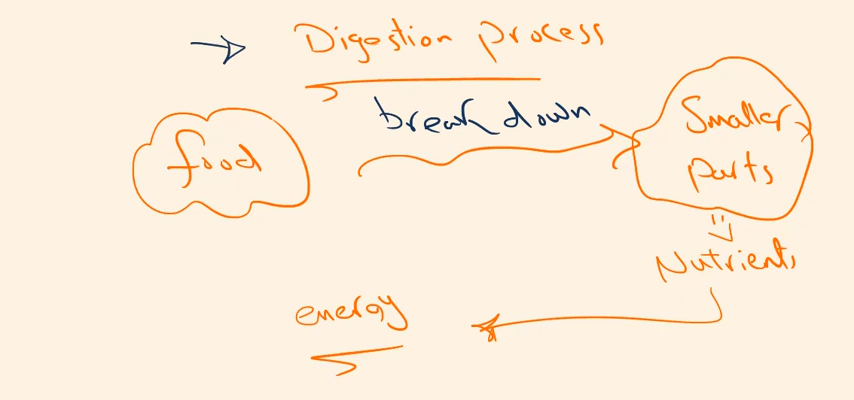 Digestion process
break down
food
Smaller
parts
Nutrients
energy